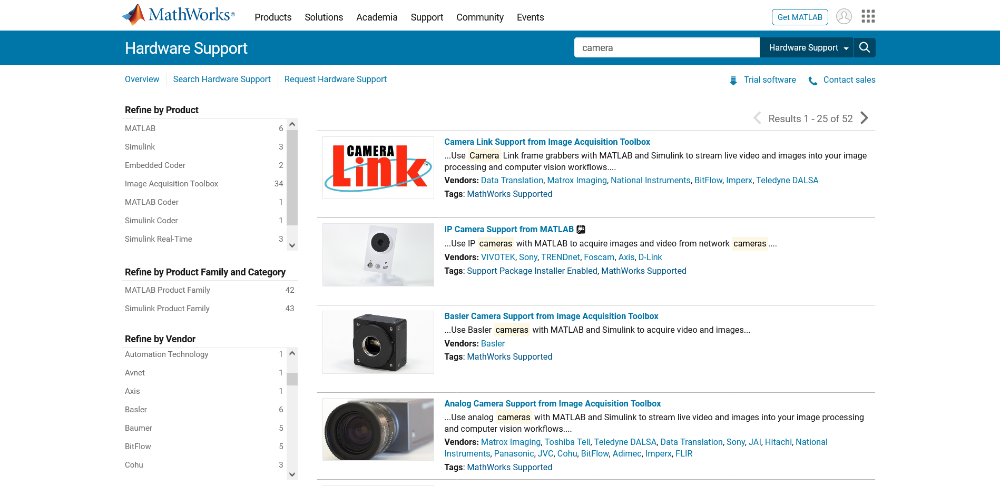 MathWorks®
Products Solutions Academia Support Community Events
Get MATLAB
Hardware Support
camera
Hardware Support
Overview
Search Hardware Support
Request Hardware Support
Trial software
Contact sales
Refine by Product
MATLAB 6
Simulink 3
Embedded Coder 2
Image Acquisition Toolbox 34
MATLAB Coder 1
Simulink Coder 1
Simulink Real-Time 3
Refine by Product Family and Category
MATLAB Product Family 42
Simulink Product Family 43
Refine by Vendor
Automation Technology 1
Avnet 1
Axis 1
Basler 6
Baumer 5
BitFlow 5
Cohu 3
Results 1 - 25 of 52
CAMERA
Link™
Camera Link Support from Image Acquisition Toolbox
...Use Camera Link frame grabbers with MATLAB and Simulink to stream live video and images into your image
processing and computer vision workflows....
Vendors: Data Translation, Matrox Imaging, National Instruments, BitFlow, Imperx, Teledyne DALSA
Tags: MathWorks Supported
IP Camera Support from MATLAB
...Use IP cameras with MATLAB to acquire images and video from network cameras....
Vendors: VIVOTEK, Sony, TRENDnet, Foscam, Axis, D-Link
Tags: Support Package Installer Enabled, MathWorks Supported
Basler Camera Support from Image Acquisition Toolbox
...Use Basler cameras with MATLAB and Simulink to acquire video and images...
Vendors: Basler
Tags: MathWorks Supported
Analog Camera Support from Image Acquisition Toolbox
...Use analog cameras with MATLAB and Simulink to stream live video and images into your image processing
and computer vision workflows....
Vendors: Matrox Imaging, Toshiba Teli, Teledyne DALSA, Data Translation, Sony, JAI, Hitachi, National
Instruments, Panasonic, JVC, Cohu, BitFlow, Adimec, Imperx, FLIR
Tags: MathWorks Supported